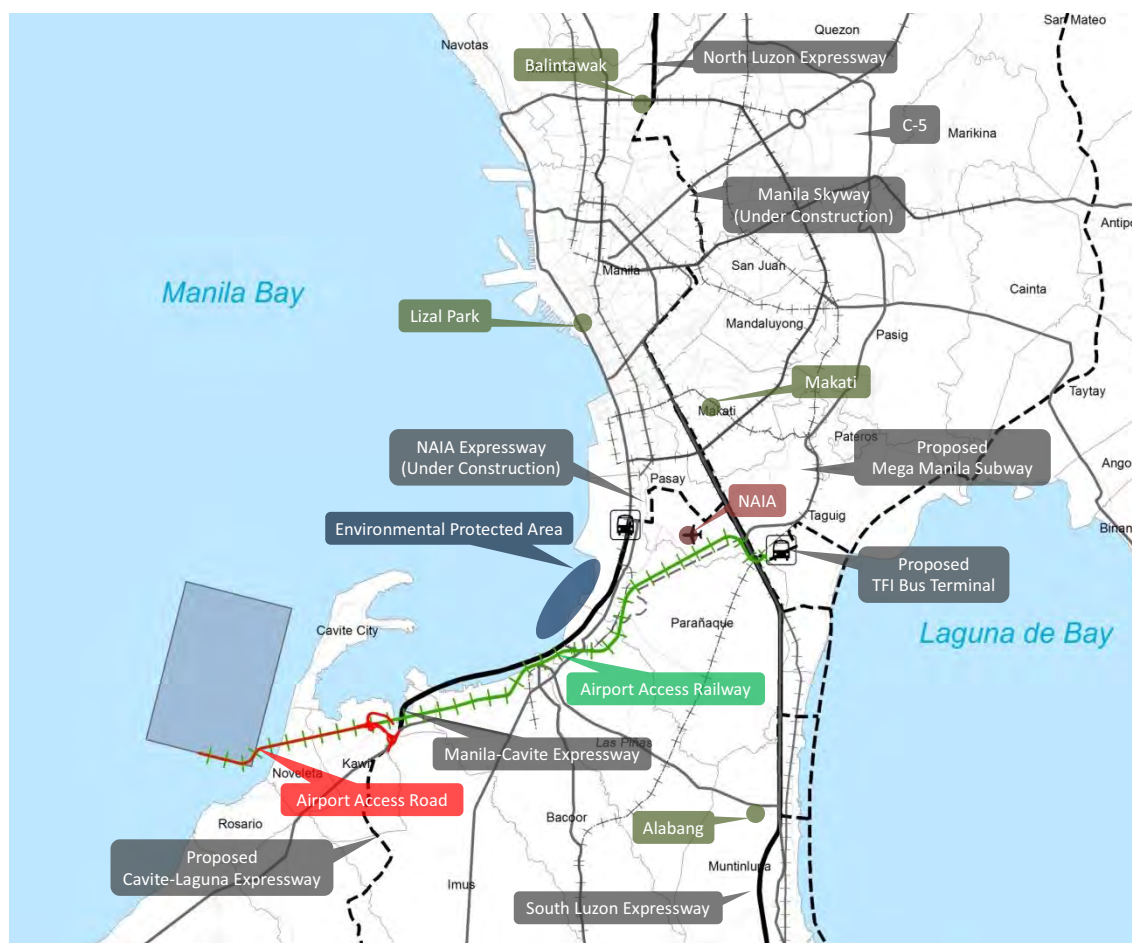 San Mateo
Quezon
Navotas
North Luzon Expressway
Balintawak
C-5
Marikina
Manila Skyway
(Under Construction)
Antipo
Manila
San Juan
Manila Bay
Cainta
Lizal Park
Mandaluyong
Pasig
Makati
Taytay
Makati
Pateros
NAIA Expressway
(Under Construction)
Proposed
Mega Manila Subway
Ango
Pasay
NAIA
Taguig
Binan
Environmental Protected Area
Proposed
TFI Bus Terminal
Parañaque
Cavite City
Laguna de Bay
Airport Access Railway
Las Piñas
Manila-Cavite Expressway
Kawit
Noveleta
Airport Access Road
Rosario
Bacoor
Alabang
Proposed
Cavite-Laguna Expressway
Muntinlupa
Imus
South Luzon Expressway